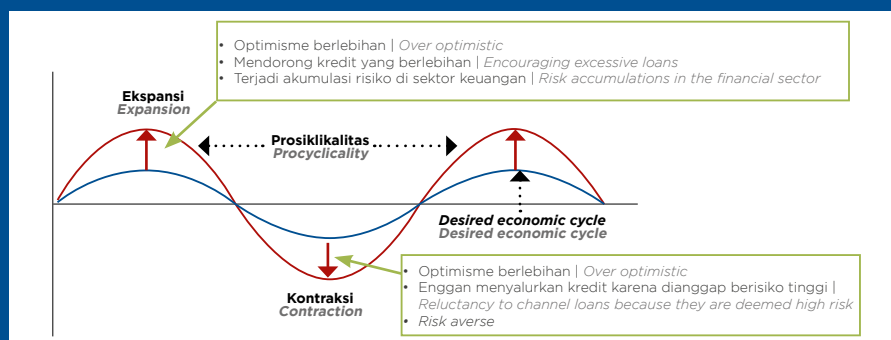 • Optimisme berlebihan | Over optimistic
• Mendorong kredit yang berlebihan | Encouraging excessive loans
• Terjadi akumulasi risiko di sektor keuangan | Risk accumulations in the financial sector
Ekspansi
Expansion
Prosiklikalitas
Procyclicality
Desired economic cycle
Desired economic cycle
• Optimisme berlebihan | Over optimistic
• Enggan menyalurkan kredit karena dianggap berisiko tinggi |
Reluctancy to channel loans because they are deemed high risk
• Risk averse
Kontraksi
Contraction